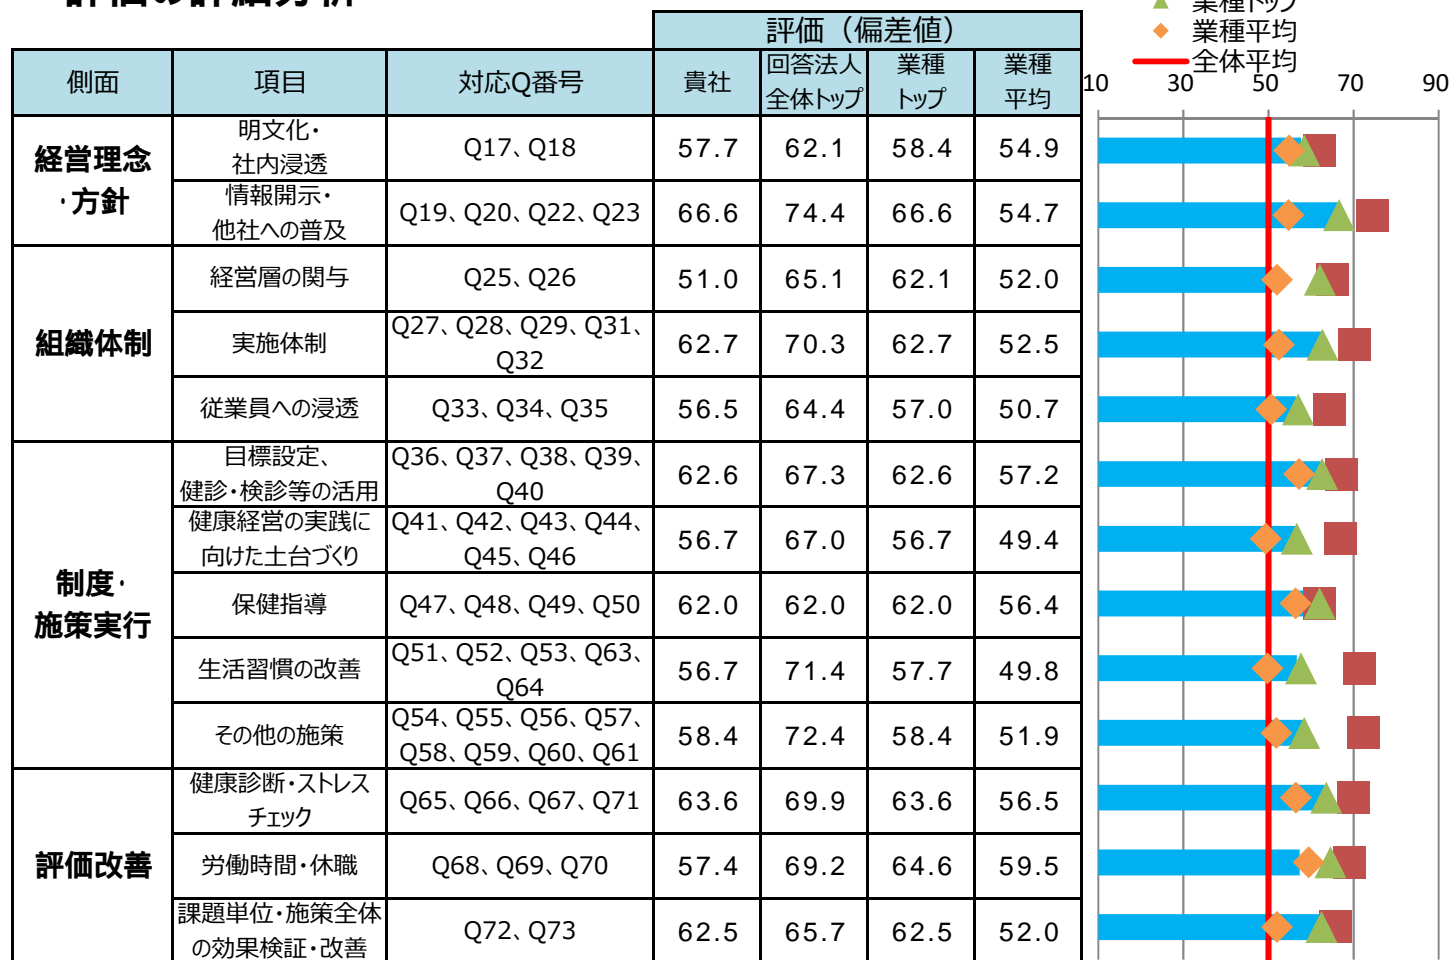 評価の詳細分析
業種トップ
業種平均
全体平均
評価（偏差値）
側面 項目 対応Q番号 貴社 回答法人 業種 業種
全体トップ トップ 平均
10 30 50 70 90
経営理念
・方針
明文化・
社内浸透
Q17、Q18 57.7 62.1 58.4 54.9
情報開示・
他社への普及
Q19、Q20、Q22、Q23 66.6 74.4 66.6 54.7
組織体制
経営層の関与 Q25、Q26 51.0 65.1 62.1 52.0
実施体制
Q27、Q28、Q29、Q31、
Q32
62.7 70.3 62.7 52.5
従業員への浸透 Q33、Q34、Q35 56.5 64.4 57.0 50.7
制度・
施策実行
目標設定、
健診・検診等の活用
Q36、Q37、Q38、Q39、
Q40
62.6 67.3 62.6 57.2
健康経営の実践に
向けた土台づくり
Q41、Q42、Q43、Q44、
Q45、Q46
56.7 67.0 56.7 49.4
保健指導 Q47、Q48、Q49、Q50 62.0 62.0 62.0 56.4
生活習慣の改善
Q51、Q52、Q53、Q63、
Q64
56.7 71.4 57.7 49.8
その他の施策
Q54、Q55、Q56、Q57、
Q58、Q59、Q60、Q61
58.4 72.4 58.4 51.9
評価改善
健康診断・ストレス
チェック
Q65、Q66、Q67、Q71 63.6 69.9 63.6 56.5
労働時間・休職 Q68、Q69、Q70 57.4 69.2 64.6 59.5
課題単位・施策全体
の効果検証・改善
Q72、Q73 62.5 65.7 62.5 52.0